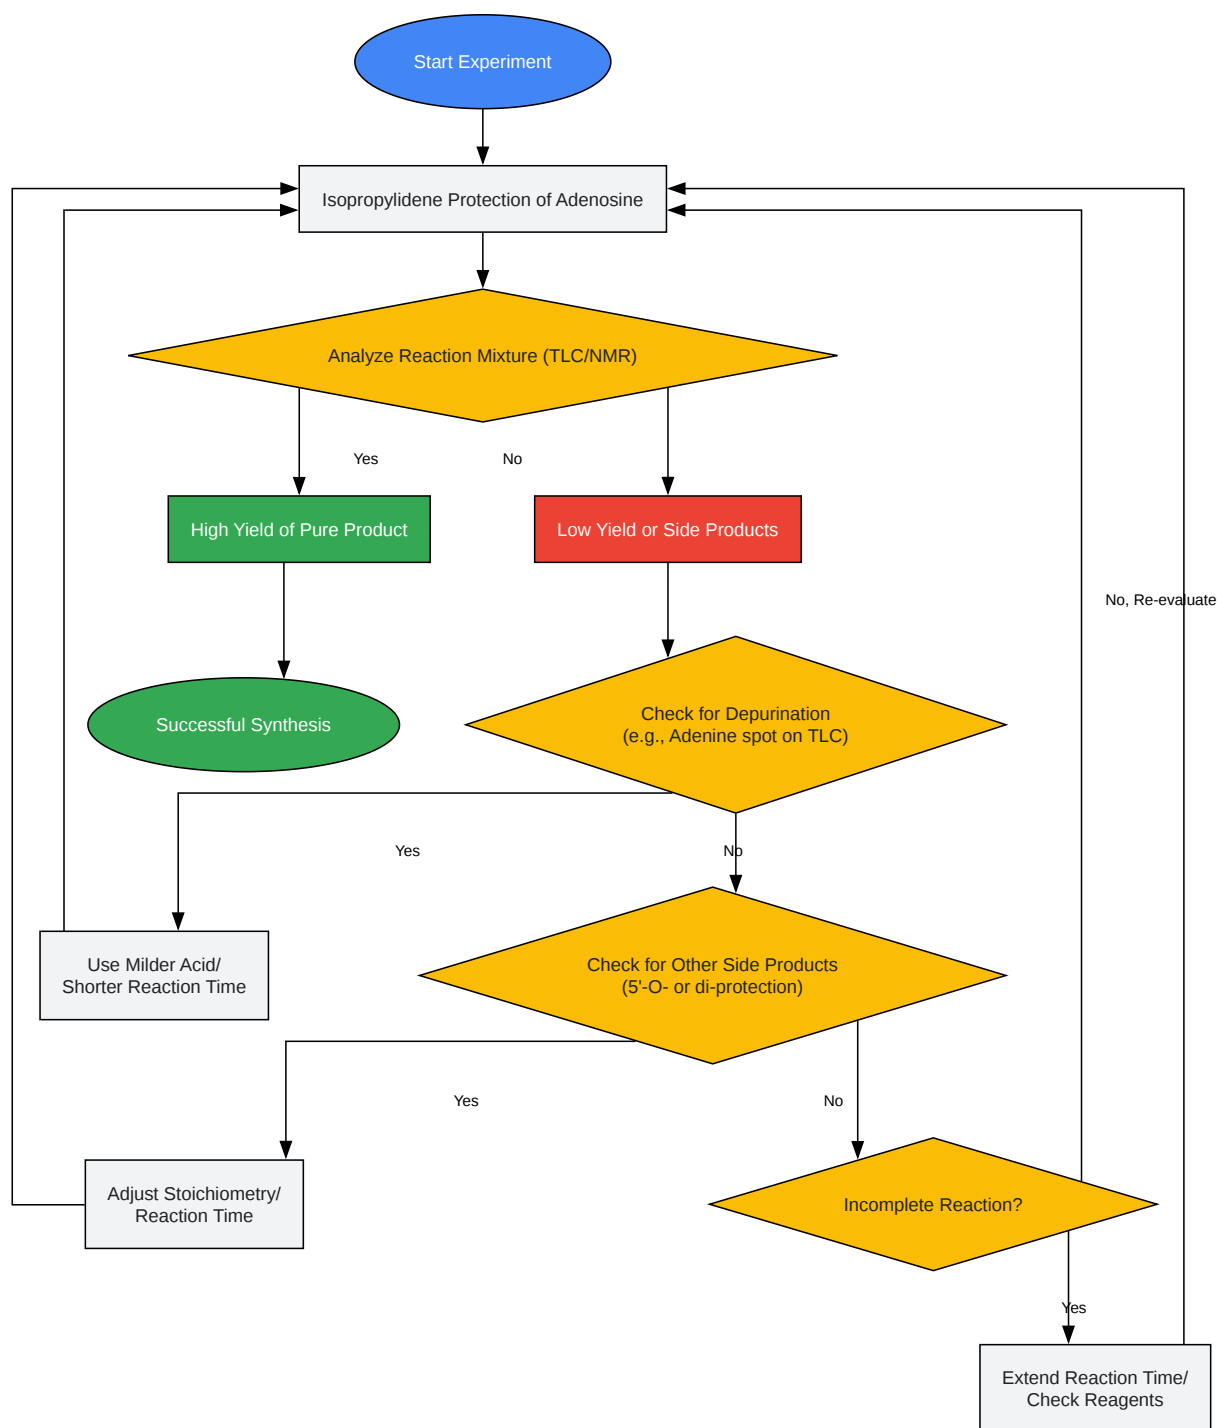 Start Experiment
Isopropylidene Protection of Adenosine
Analyze Reaction Mixture (TLC/NMR)
Yes
No
High Yield of Pure Product
Low Yield or Side Products
No, Re-evaluate
Successful Synthesis
Check for Depurination
(e.g., Adenine spot on TLC)
Yes
No
Use Milder Acid/
Shorter Reaction Time
Check for Other Side Products
(5'-O- or di-protection)
Yes
No
Adjust Stoichiometry/
Reaction Time
Incomplete Reaction?
Yes
Extend Reaction Time/
Check Reagents